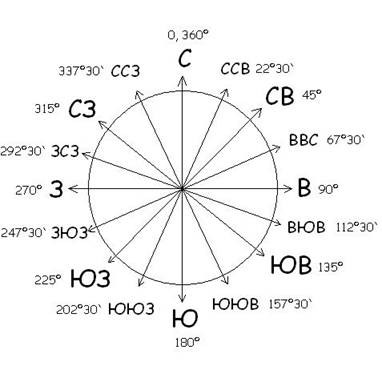 0, 360°
С
337°30` ССЗ
ССВ 22°30`
315° СЗ
СВ 45°
292°30` ЗСЗ
ВВС 67°30`
270° З
В 90°
247°30` ЗЮЗ
ВЮВ 112°30`
225° ЮЗ
ЮВ 135°
202°30` ЮЮЗ
ЮЮВ 157°30`
Ю
180°